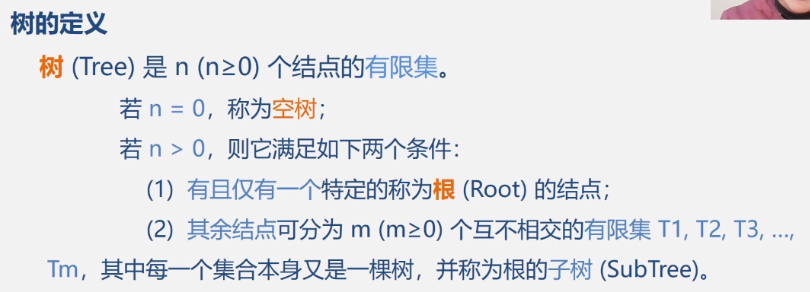 树的定义
树 (Tree) 是 n (n≥0) 个结点的有限集。
若 n = 0，称为空树；
若 n > 0，则它满足如下两个条件：
(1) 有且仅有一个特定的称为根 (Root) 的结点；
(2) 其余结点可分为 m (m≥0) 个互不相交的有限集 T1, T2, T3, …,
Tm，其中每一个集合本身又是一棵树，并称为根的子树 (SubTree)。